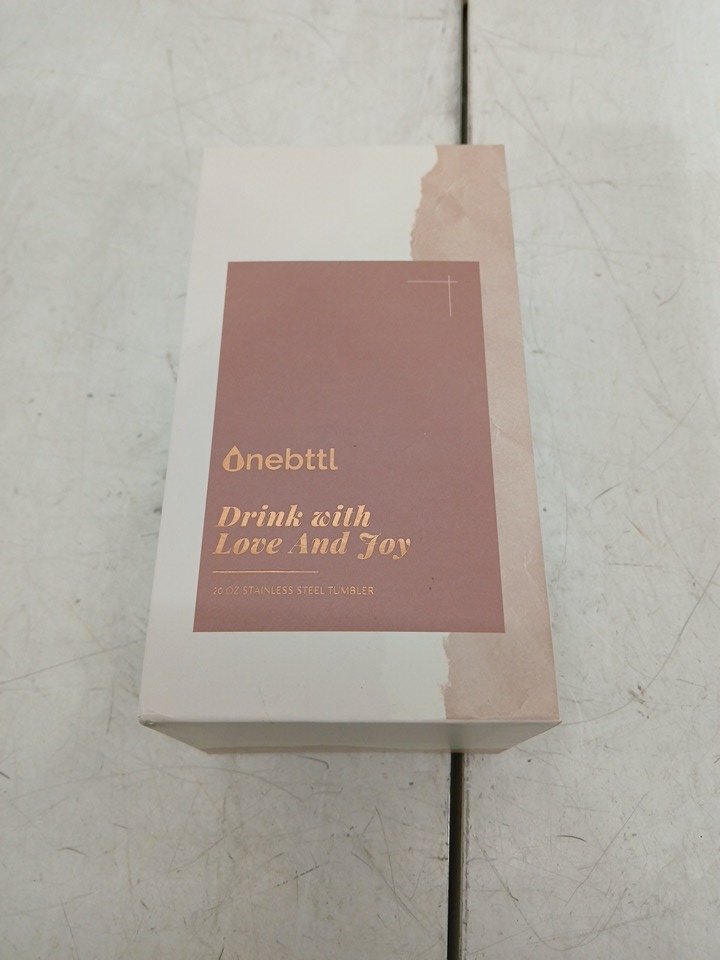 Onebttl
Drink with
Love And Joy
20 OZ STAINLESS STEEL TUMBLER